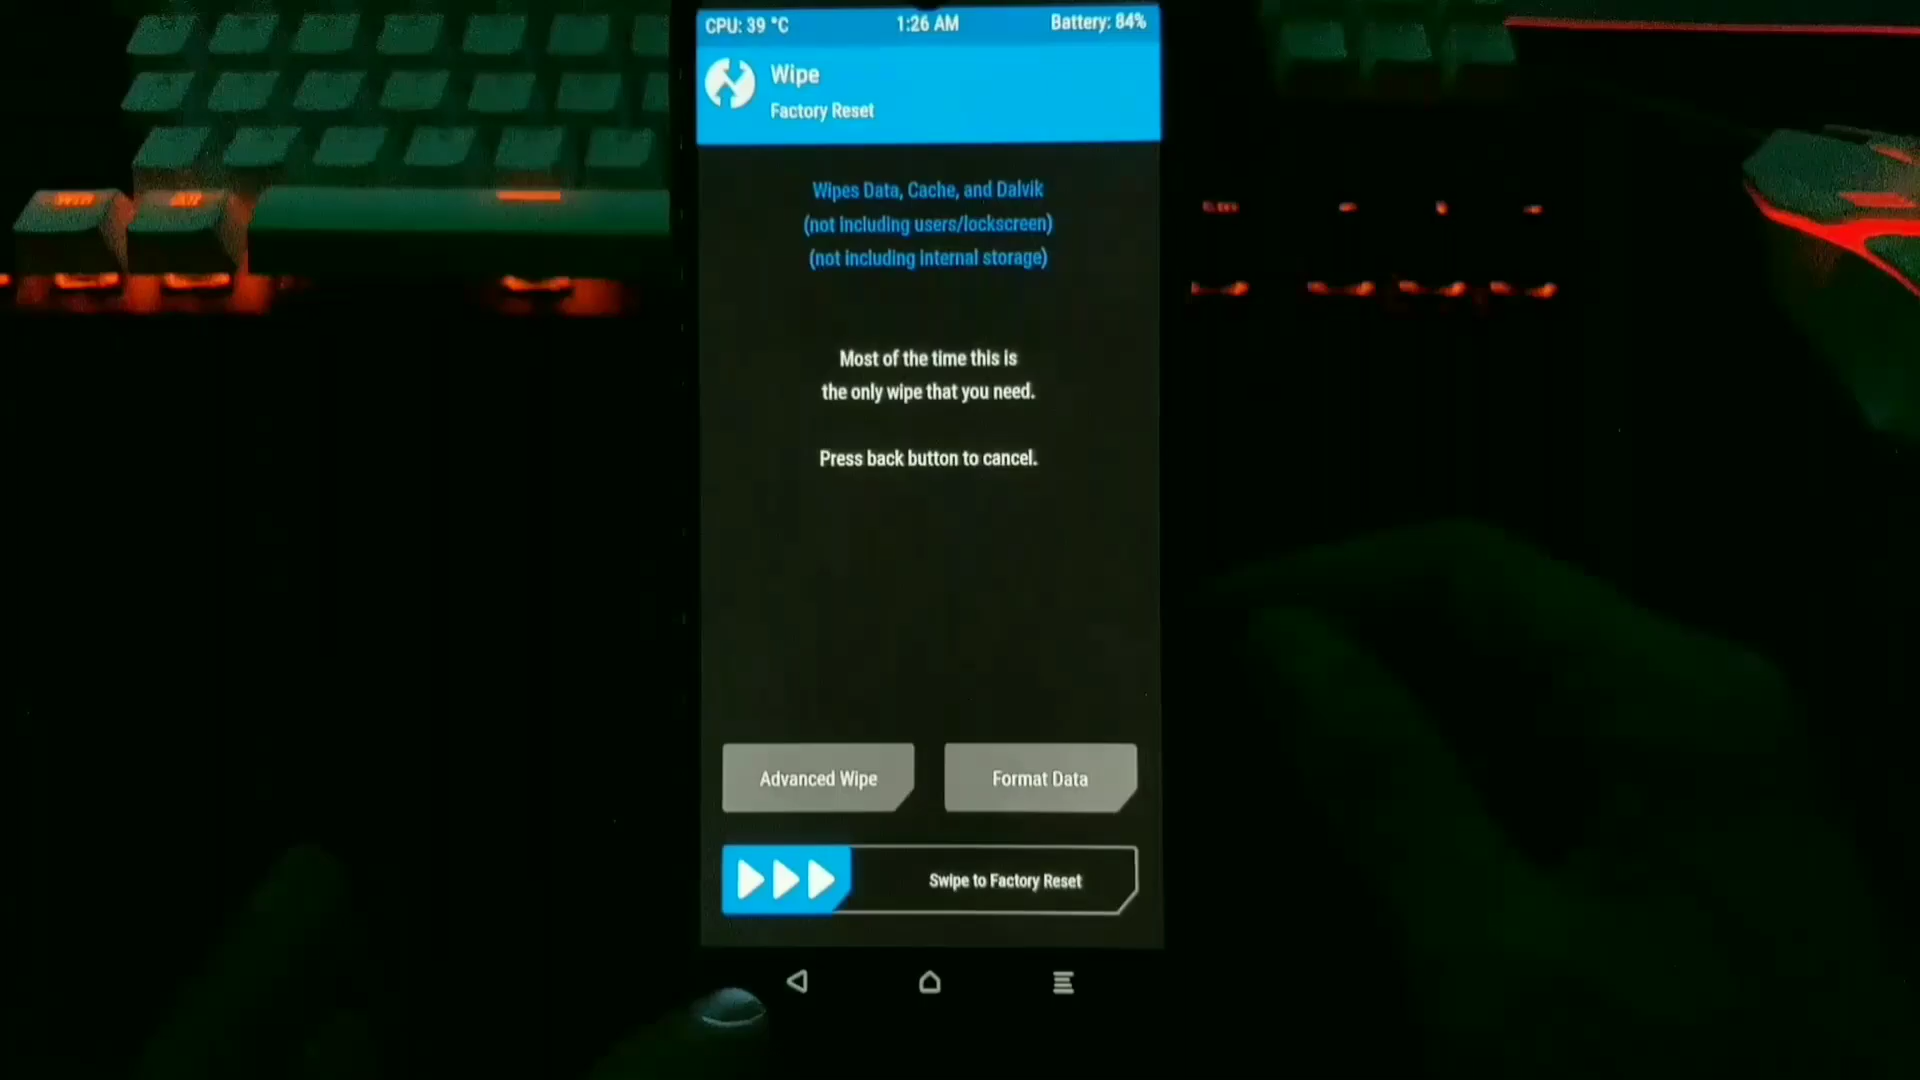 CPU: 39 °C 1:26 AM Battery: 84%
Wipe
Factory Reset
Wipes Data, Cache, and Dalvik
(not including users/lockscreen)
(not including internal storage)
Most of the time this is
the only wipe that you need.
Press back button to cancel.
Advanced Wipe Format Data
Swipe to Factory Reset